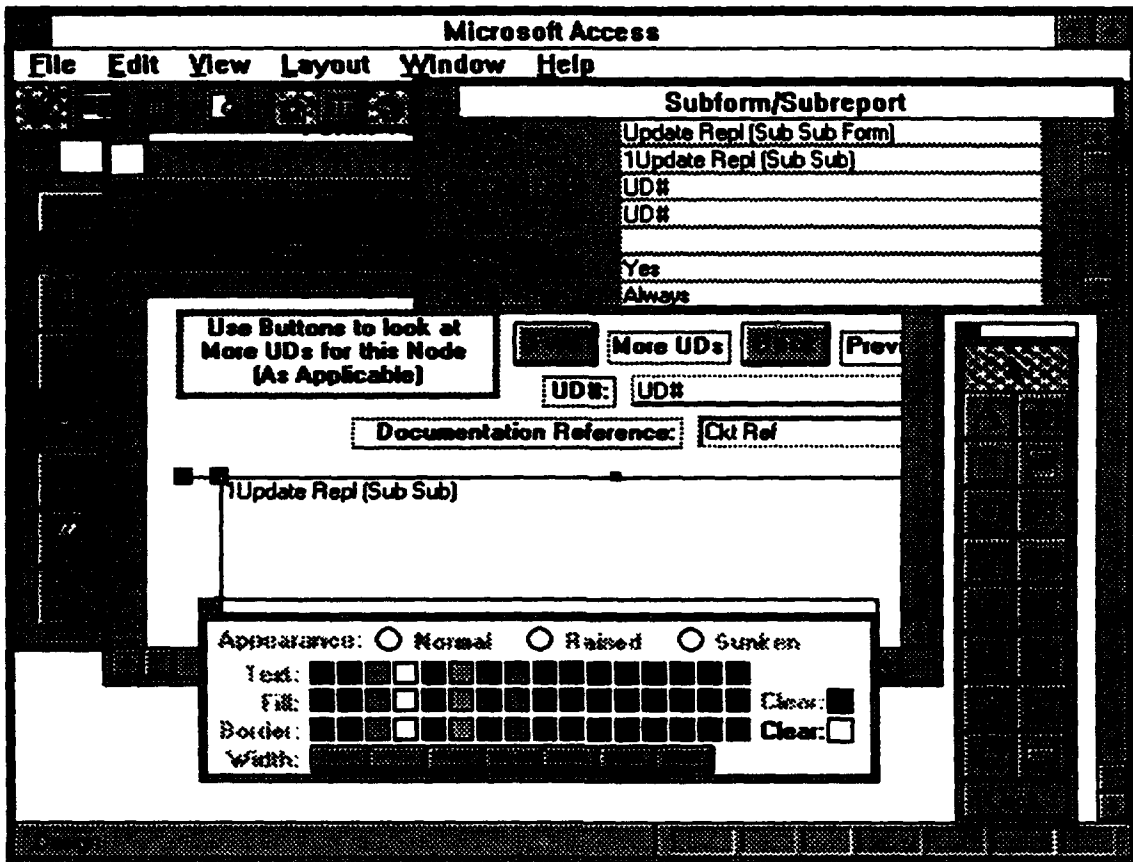 Microsoft Access
File Edit View Layout Window Help
Subform/Subreport
Update Repl (Sub Sub Form)
1Update Repl (Sub Sub)
UD#
UD#
Yes
Always
Use Buttons to look at
More UDs for this Node
(As Applicable)
More UDs
Previ
UD#: UD#
Documentation Reference: Ckt Ref
1Update Repl (Sub Sub)
Appearance: Normal Raised Sunken
Text:
Fill: Clear:
Border: Clear:
Width: